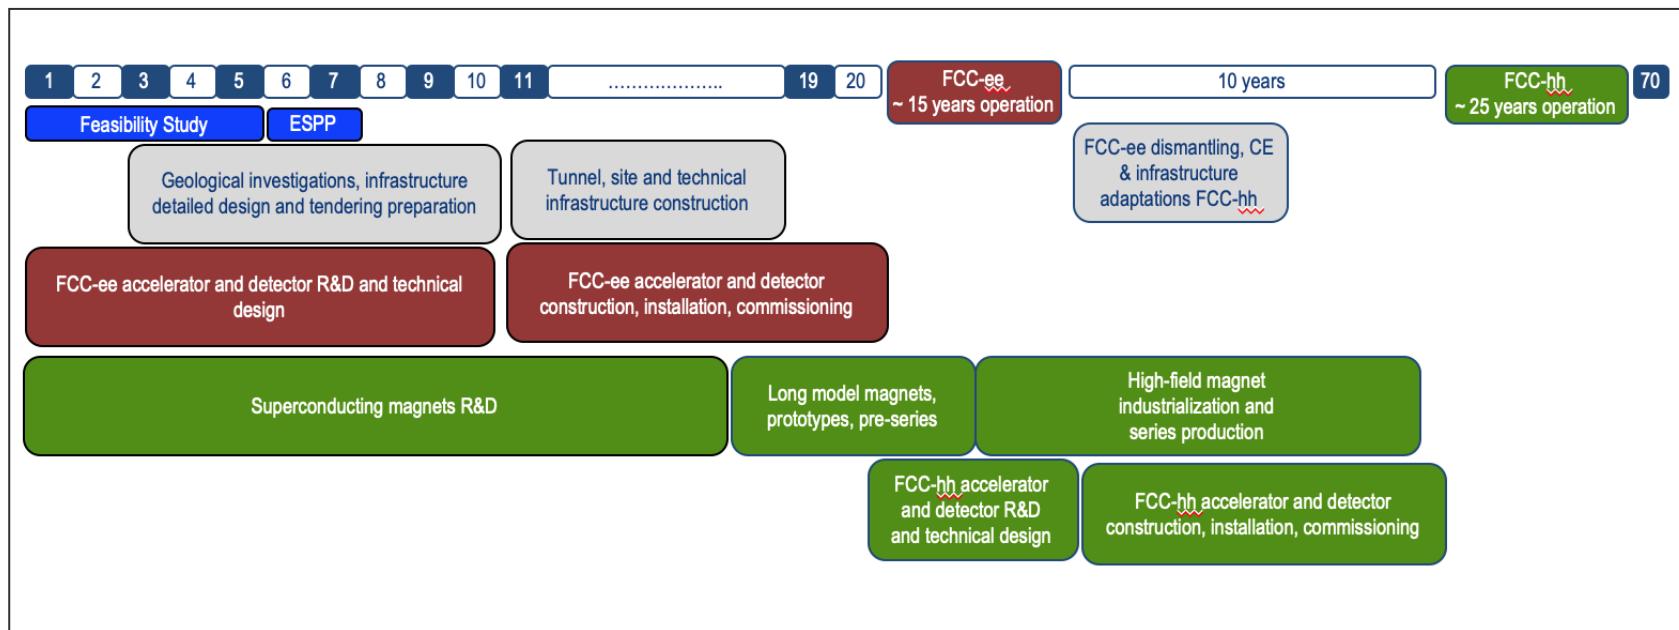 1 2 3 4 5 6 7 8 9 10 11 ................... 19 20
FCC-ee
~ 15 years operation
10 years
FCC-hh
~ 25 years operation
70
Feasibility Study
ESPP
Geological investigations, infrastructure
detailed design and tendering preparation
Tunnel, site and technical
infrastructure construction
FCC-ee dismantling, CE
& infrastructure
adaptations FCC-hh
FCC-ee accelerator and detector R&D and technical
design
FCC-ee accelerator and detector
construction, installation, commissioning
Superconducting magnets R&D
Long model magnets,
prototypes, pre-series
High-field magnet
industrialization and
series production
FCC-hh accelerator
and detector R&D
and technical design
FCC-hh accelerator and detector
construction, installation, commissioning